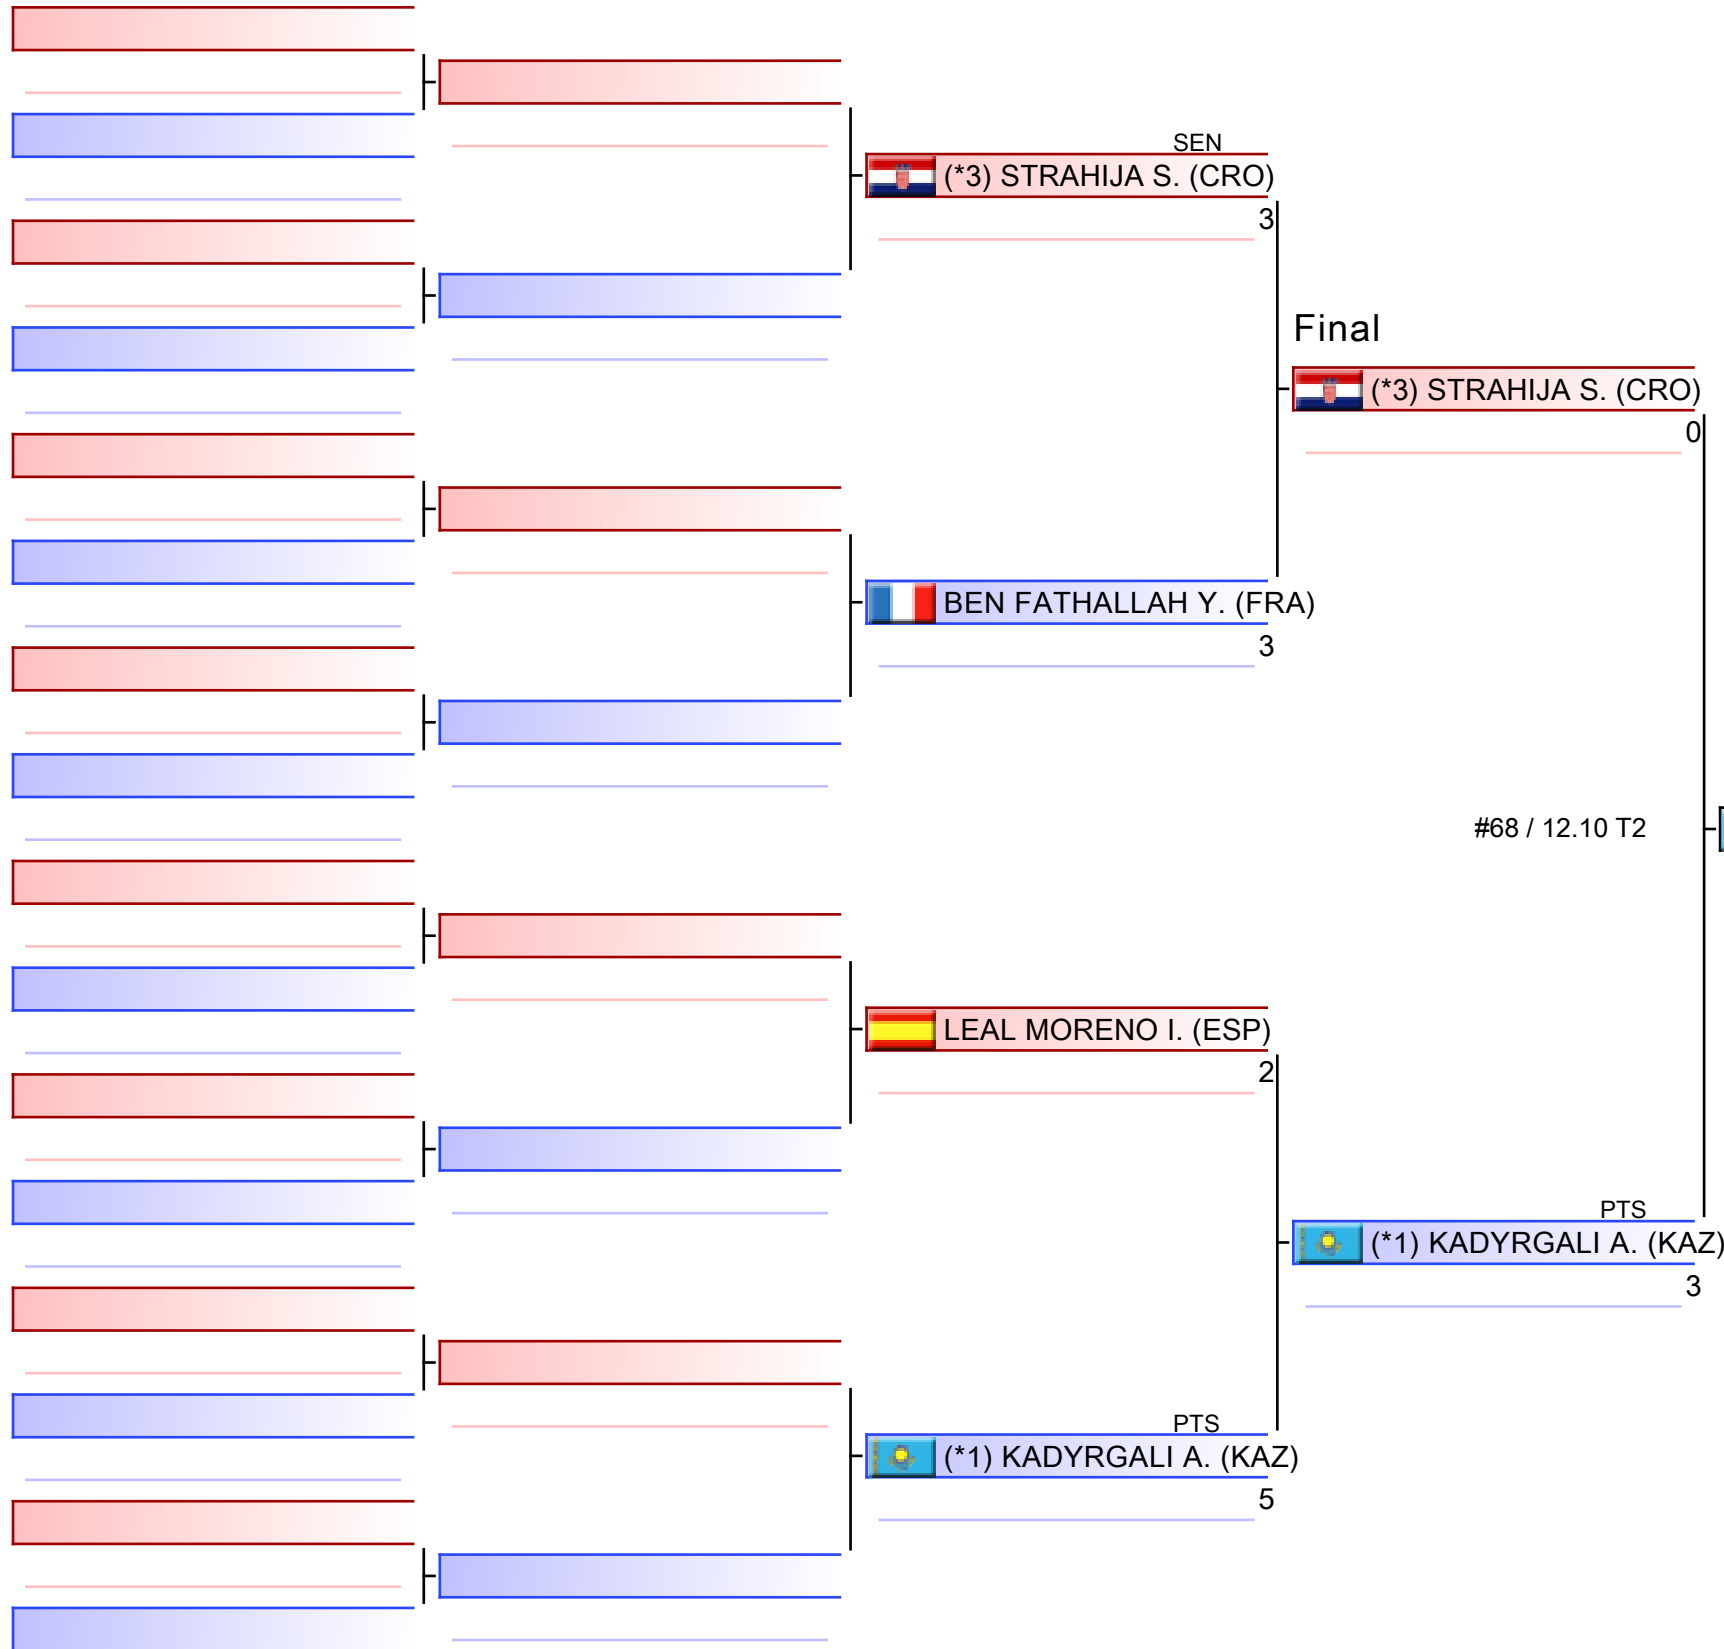 SEN
(*3) STRAHIJA S. (CRO)
3
Final
(*3) STRAHIJA S. (CRO)
0
BEN FATHALLAH Y. (FRA)
3
#68 / 12.10 T2
LEAL MORENO I. (ESP)
2
PTS
(*1) KADYRGALI A. (KAZ)
3
PTS
(*1) KADYRGALI A. (KAZ)
5